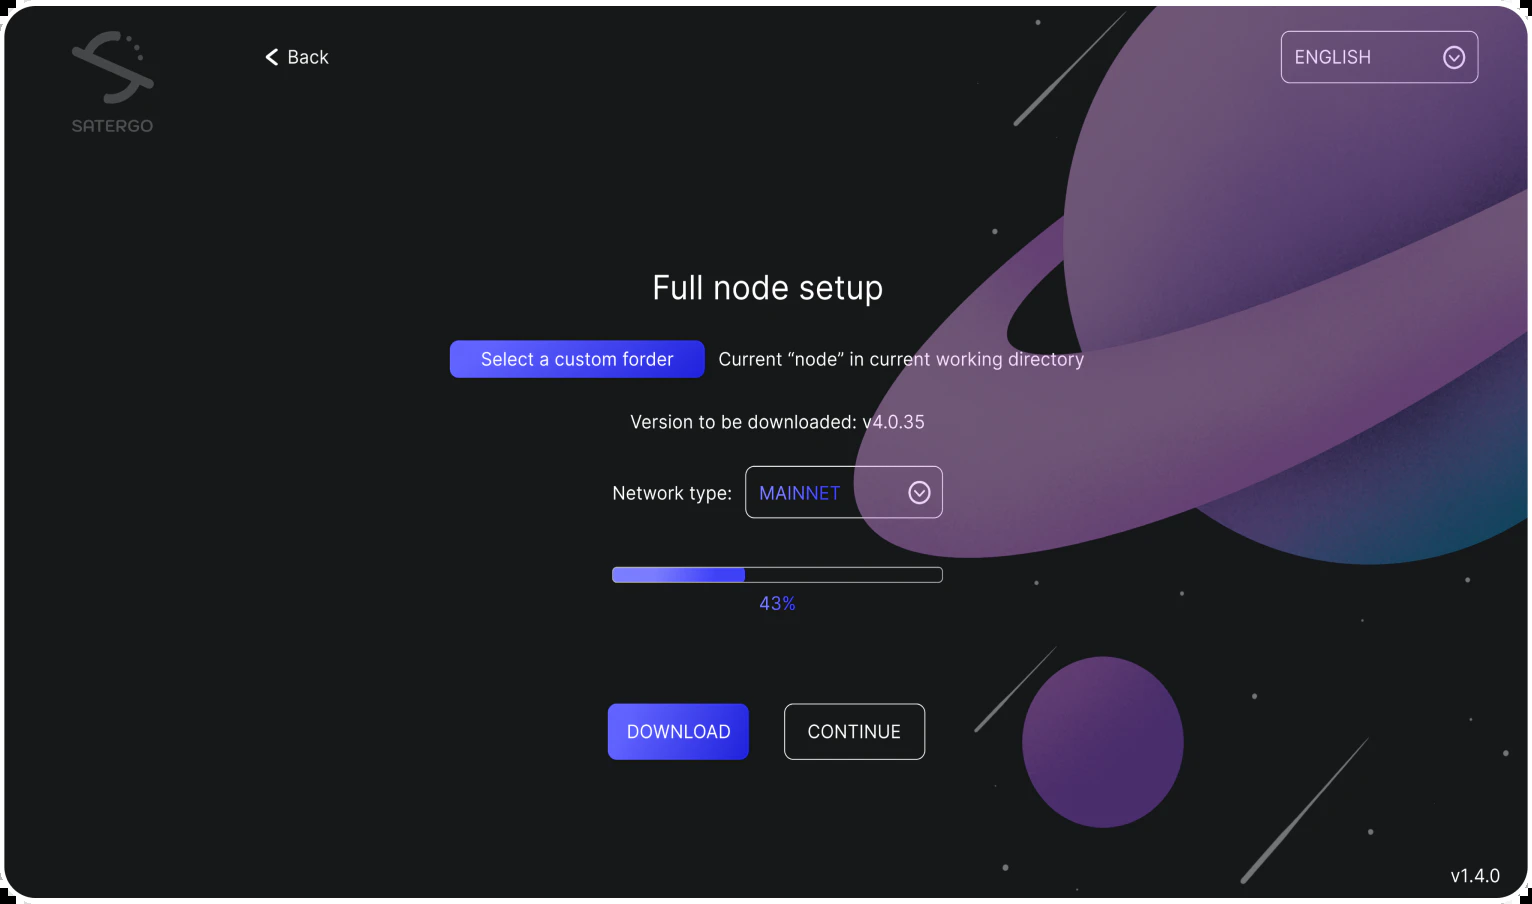 Back
ENGLISH
SATERGO
Full node setup
Select a custom forder
Current “node” in current working directory
Version to be downloaded: v4.0.35
Network type:
MAINNET
43%
DOWNLOAD
CONTINUE
v1.4.0